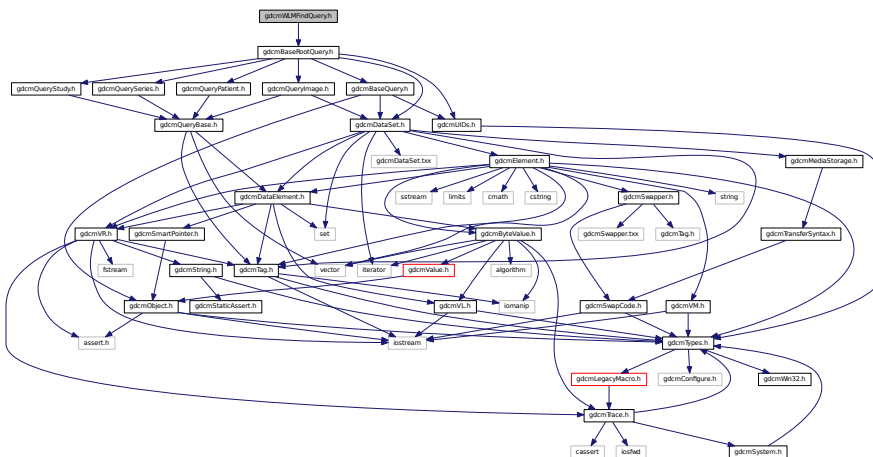 gdcmWLMFindQuery.h
gdcmBaseRootQuery.h
gdcmQueryStudy.h
gdcmQuerySeries.h
gdcmQueryPatient.h
gdcmQueryImage.h
gdcmBaseQuery.h
gdcmQueryBase.h
gdcmDataSet.h
gdcmUIDs.h
gdcmDataSet.txx
gdcmElement.h
gdcmMediaStorage.h
gdcmDataElement.h
sstream
limits
cmath
cstring
gdcmSwapper.h
string
gdcmVR.h
gdcmSmartPointer.h
set
gdcmByteValue.h
gdcmSwapper.txx
gdcmTag.h
gdcmTransferSyntax.h
fstream
gdcmString.h
gdcmTag.h
vector
iterator
gdcmValue.h
algorithm
gdcmObject.h
gdcmStaticAssert.h
gdcmVL.h
iomanip
gdcmSwapCode.h
gdcmVM.h
assert.h
iostream
gdcmTypes.h
gdcmLegacyMacro.h
gdcmConfigure.h
gdcmWin32.h
gdcmTrace.h
cassert
iosfwd
gdcmSystem.h